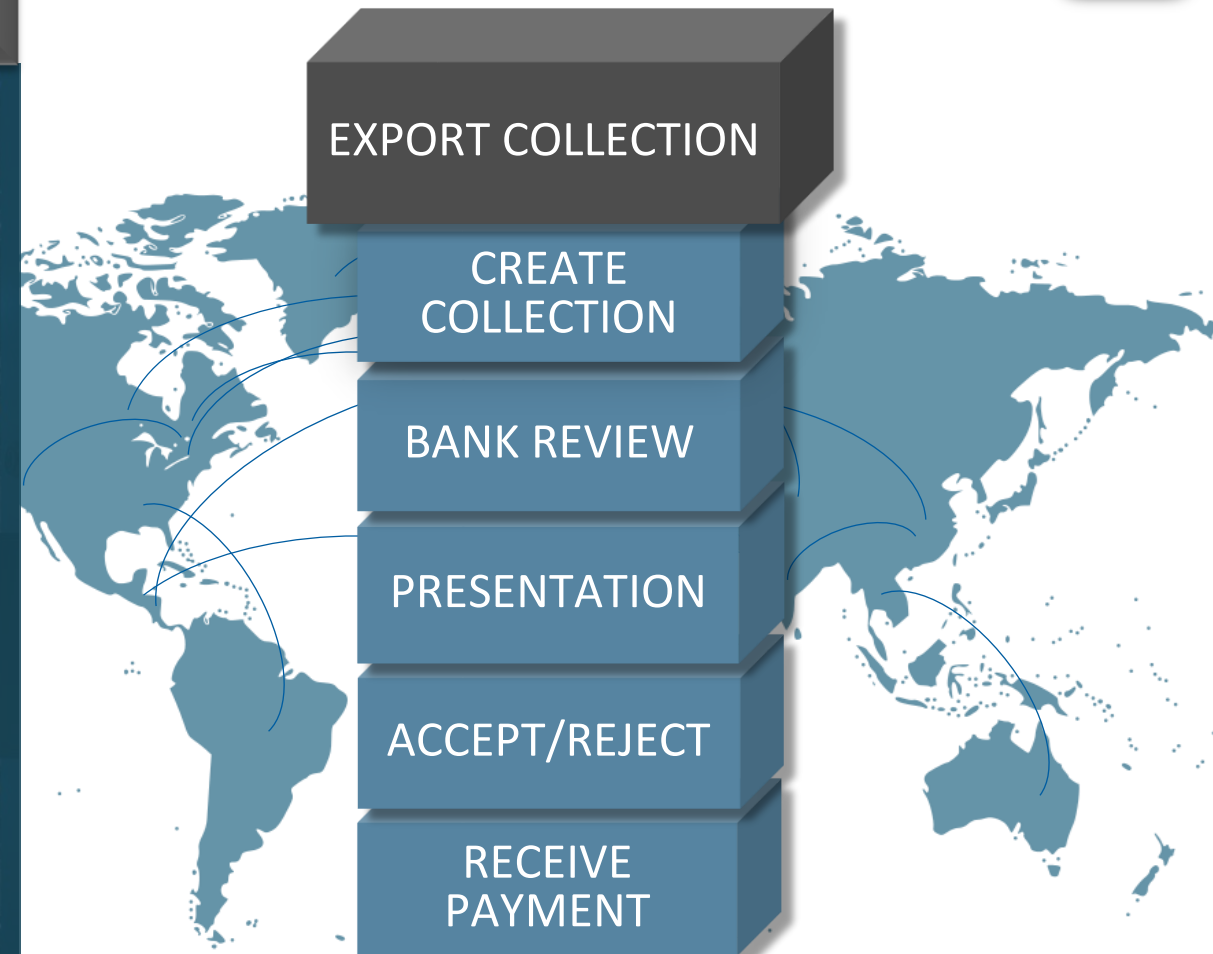 EXPORT COLLECTION
CREATE
COLLECTION
BANK REVIEW
PRESENTATION
ACCEPT/REJECT
RECEIVE
PAYMENT